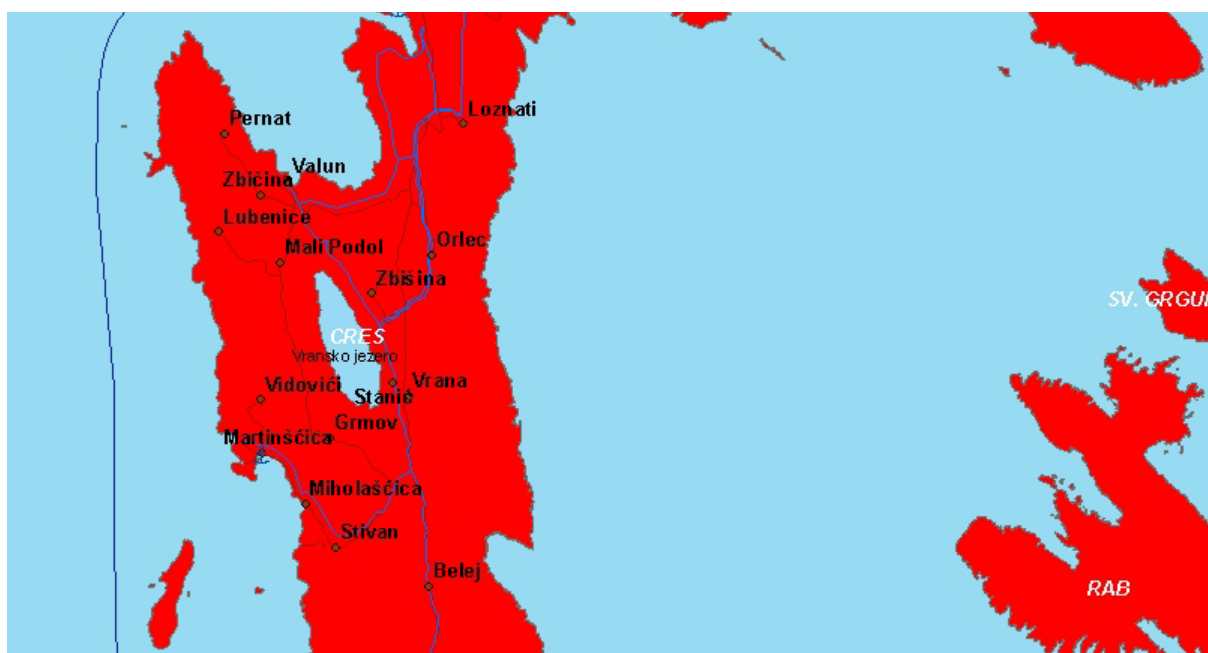 Loznati
Pernat
Valun
Zbičina
Lubenice
Orlec
Mali Podol
Zbišina
SV. GRGUR
CRES
Vransko jezero
Vidovići
Vrana
Stanić
Grmov
Martinšćica
Miholašćica
Stivan
Belej
RAB